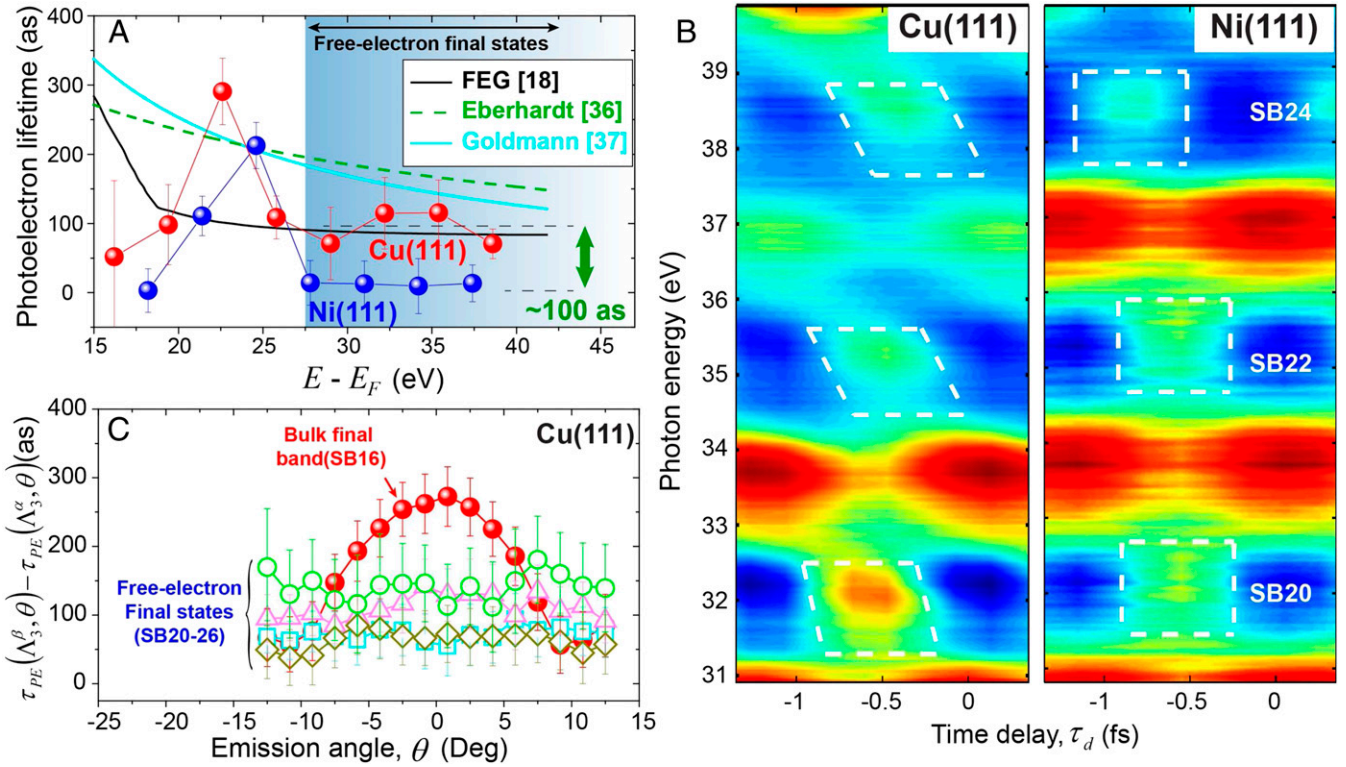 A
Photoelectron lifetime (as)
400
300
200
100
0
Free-electron final states
FEG [18]
Eberhardt [36]
Goldmann [37]
Cu(111)
Ni(111)
~100 as
15 20 25 30 35 40 45
E - E_F (eV)
B
Cu(111)
Ni(111)
Photon energy (eV)
39
38
37
36
35
34
33
32
31
SB24
SB22
SB20
-1 0 -1 0
Time delay, τ_d (fs)
C
Cu(111)
τ_PE(Λ_3^β, θ) − τ_PE(Λ_3^α, θ)(as)
400
300
200
100
0
Bulk final
band(SB16)
Free-electron
Final states
(SB20-26)
-25 -20 -15 -10 -5 0 5 10 15
Emission angle, θ (Deg)